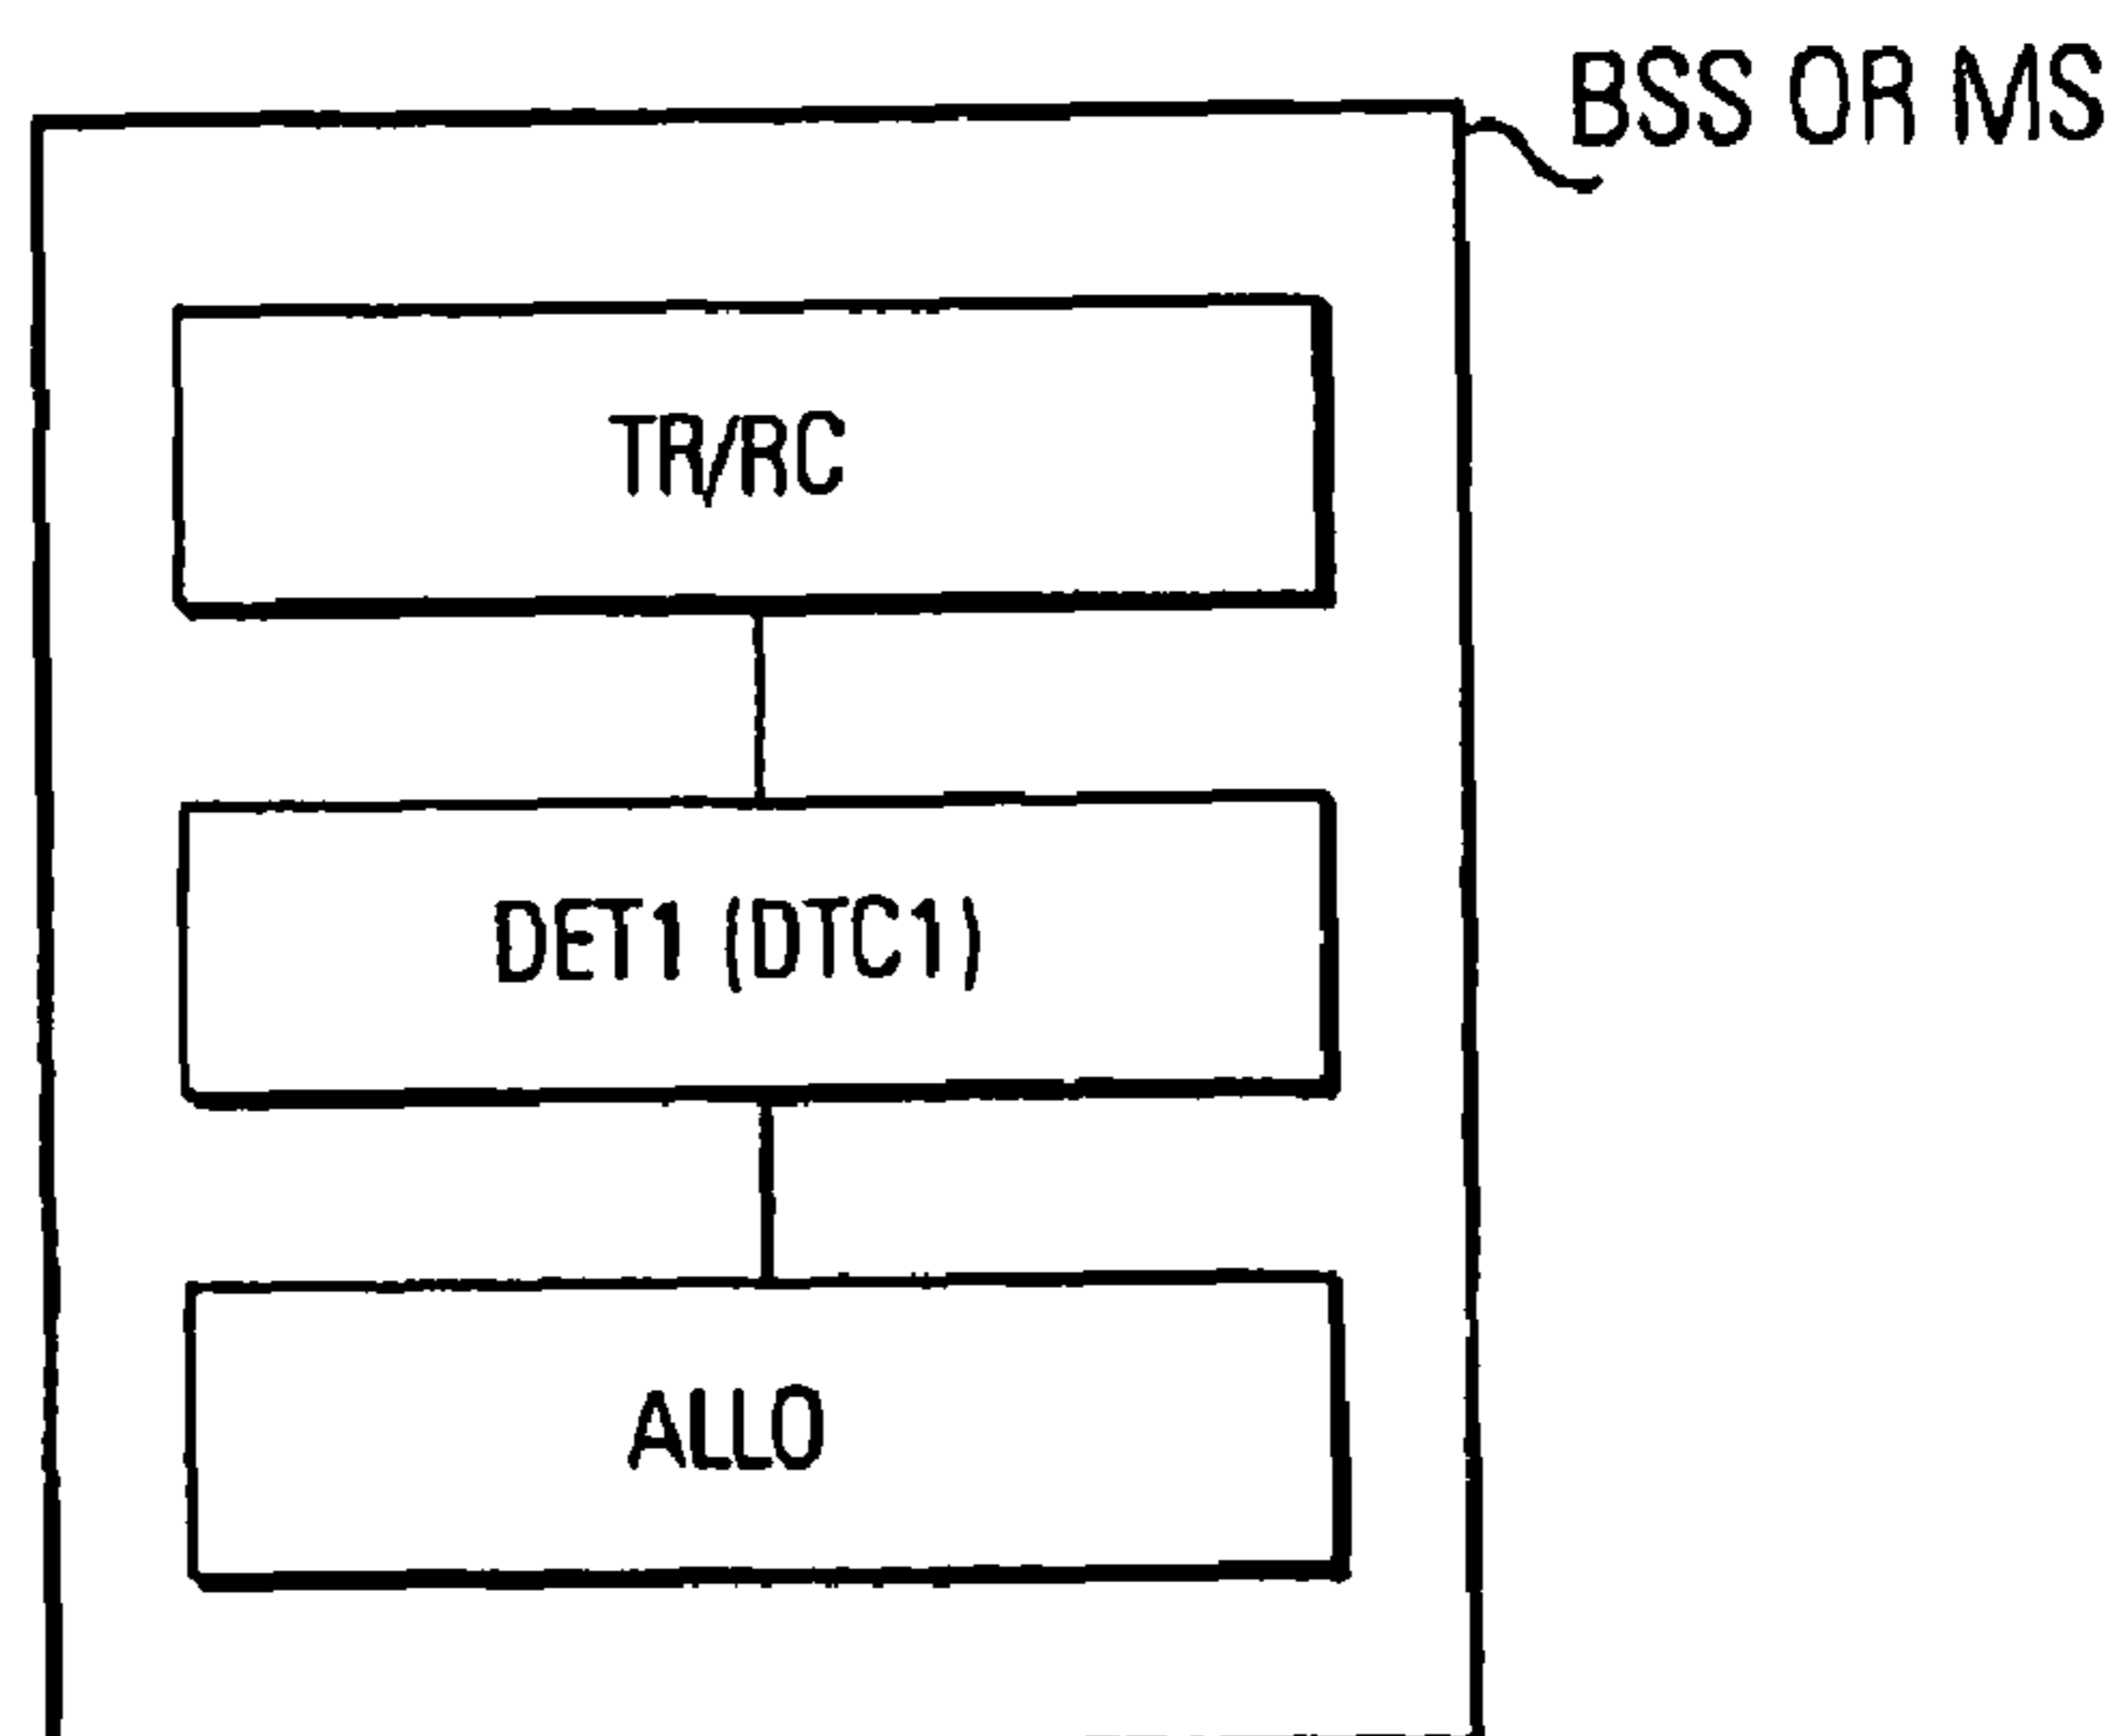 BSS OR MS
TR/RC
DET1 (DTC1)
ALLO